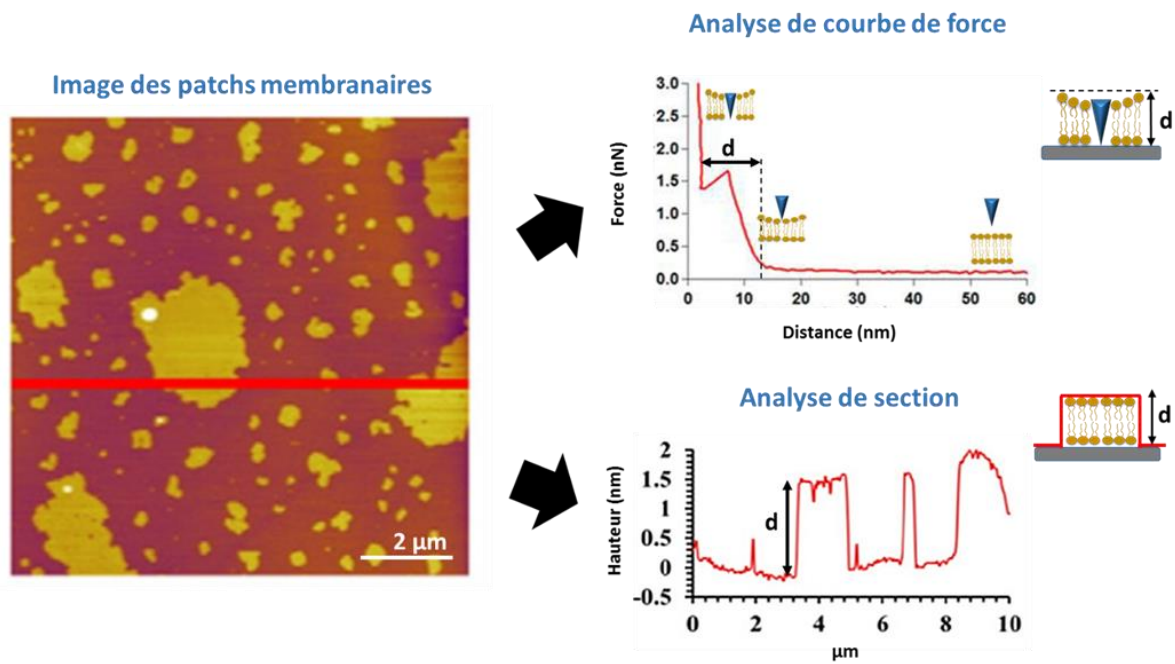 Image des patchs membranaires
2 μm
Analyse de courbe de force
Force (nN)
3.0
2.5
2.0
1.5
1.0
0.5
0.0
d
0
10
20
30
40
50
60
Distance (nm)
d
Analyse de section
Hauteur (nm)
2
1.5
1
0.5
0
-0.5
d
0
2
4
6
8
10
μm
d